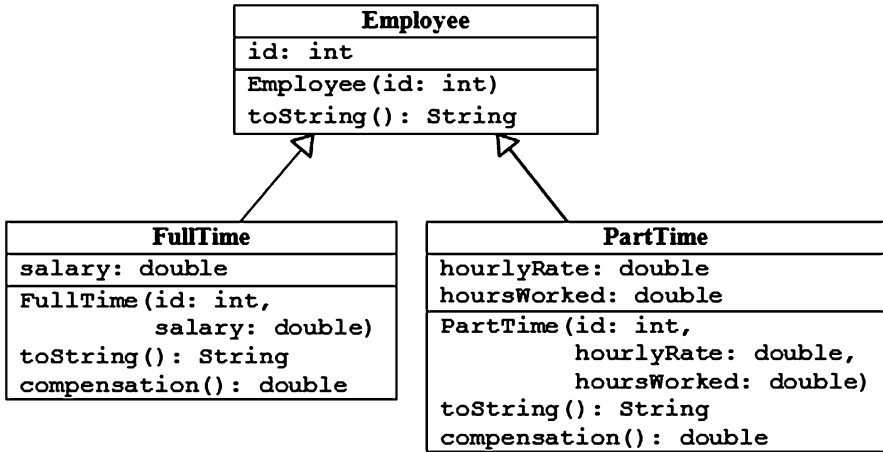 Employee
id: int
Employee(id: int)
toString(): String
FullTime
salary: double
FullTime(id: int,
salary: double)
toString(): String
compensation(): double
PartTime
hourlyRate: double
hoursWorked: double
PartTime(id: int,
hourlyRate: double,
hoursWorked: double)
toString(): String
compensation(): double